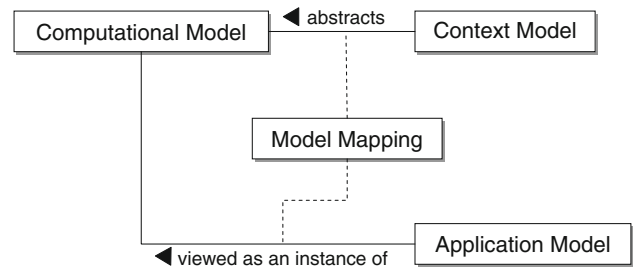 Computational Model
◀ abstracts
Context Model
Model Mapping
◀ viewed as an instance of
Application Model